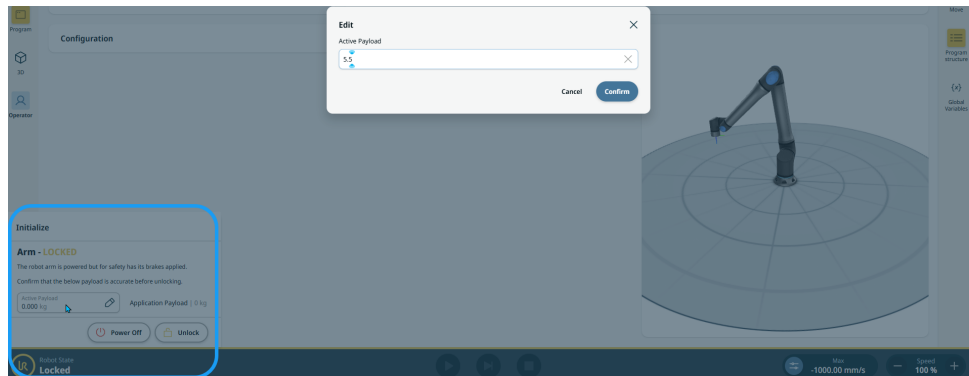 Program
3D
Operator
Configuration
Edit
Active Payload
5.5
Cancel
Confirm
Move
Program
structure
{x}
Global
Variables
Initialize
Arm - LOCKED
The robot arm is powered but for safety has its brakes applied.
Confirm that the below payload is accurate before unlocking.
Active Payload
0.000 kg
Application Payload | 0 kg
Power Off
Unlock
UR
Robot State
Locked
Max
-1000.00 mm/s
Speed
100 %